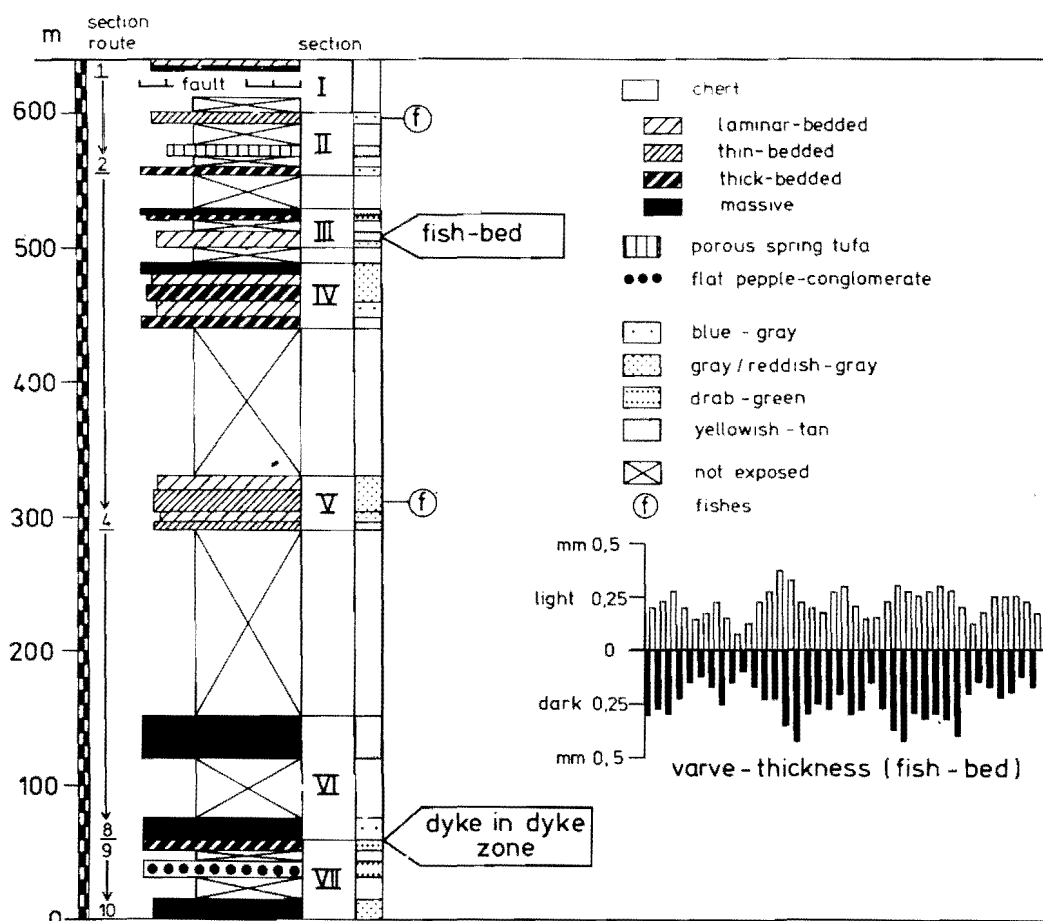 m
section
route
section
1
fault
I
600
f
II
2
III
fish-bed
500
IV
400
V
f
300
4
200
VI
100
8
9
dyke in dyke
zone
VII
10
0
chert
laminar-bedded
thin-bedded
thick-bedded
massive
porous spring tufa
flat pepple-conglomerate
blue-gray
gray/reddish-gray
drab-green
yellowish-tan
not exposed
f fishes
mm 0,5
light 0,25
0
dark 0,25
mm 0,5
varve-thickness (fish-bed)